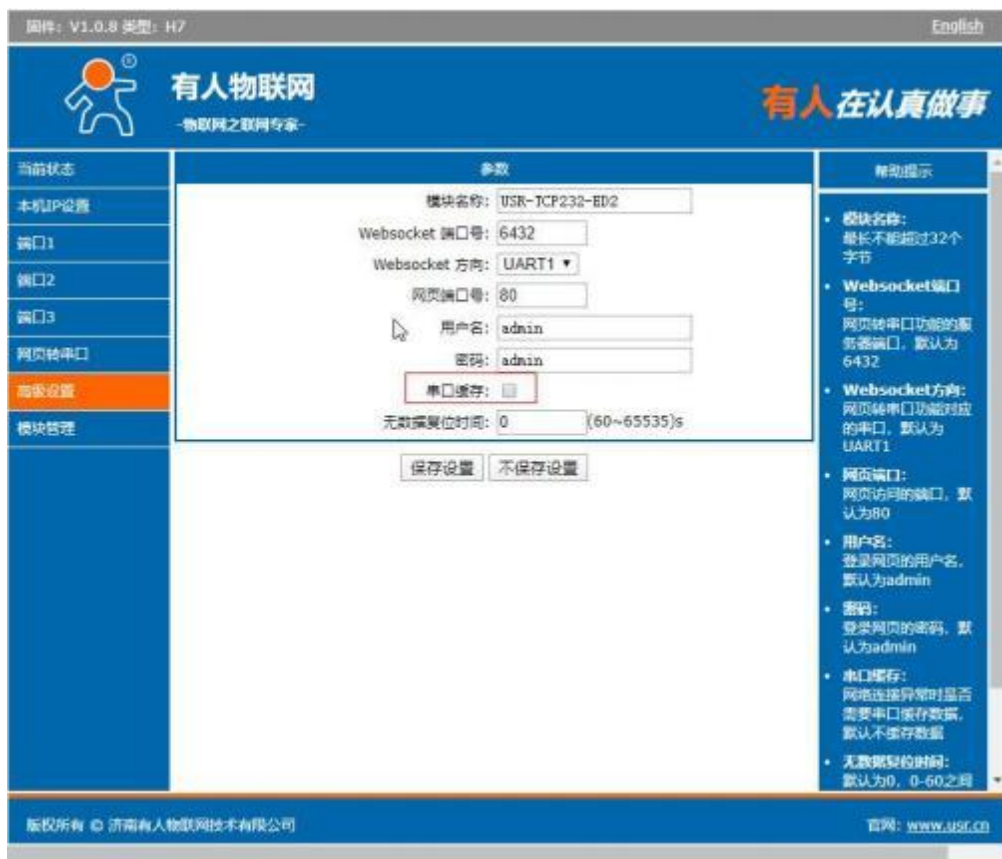 固件：V1.0.8 类型：H7
English
有人物联网
-物联网之联网专家-
有人在认真做事
®
当前状态
本机IP设置
端口1
端口2
端口3
网页转串口
高级设置
模块管理
参数
模块名称：USR-TCP232-ED2
Websocket 端口号：6432
Websocket 方向：UART1
网页端口号：80
用户名：admin
密码：admin
串口缓存：
无数据复位时间：0 (60~65535)s
保存设置 不保存设置
帮助提示
• 模块名称：
最长不能超过32个
字节
• Websocket端口
号：
网页转串口功能的服
务器端口，默认为
6432
• Websocket方向：
网页转串口功能对应
的串口，默认为
UART1
• 网页端口：
网页访问的端口，默
认为80
• 用户名：
登录网页的用户名，
默认为admin
• 密码：
登录网页的密码，默
认为admin
• 串口缓存：
网络连接异常时是否
需要串口缓存数据，
默认不缓存数据
• 无数据复位时间：
默认为0，0-60之间
版权所有 © 济南有人物联网技术有限公司
官网：www.usr.cn